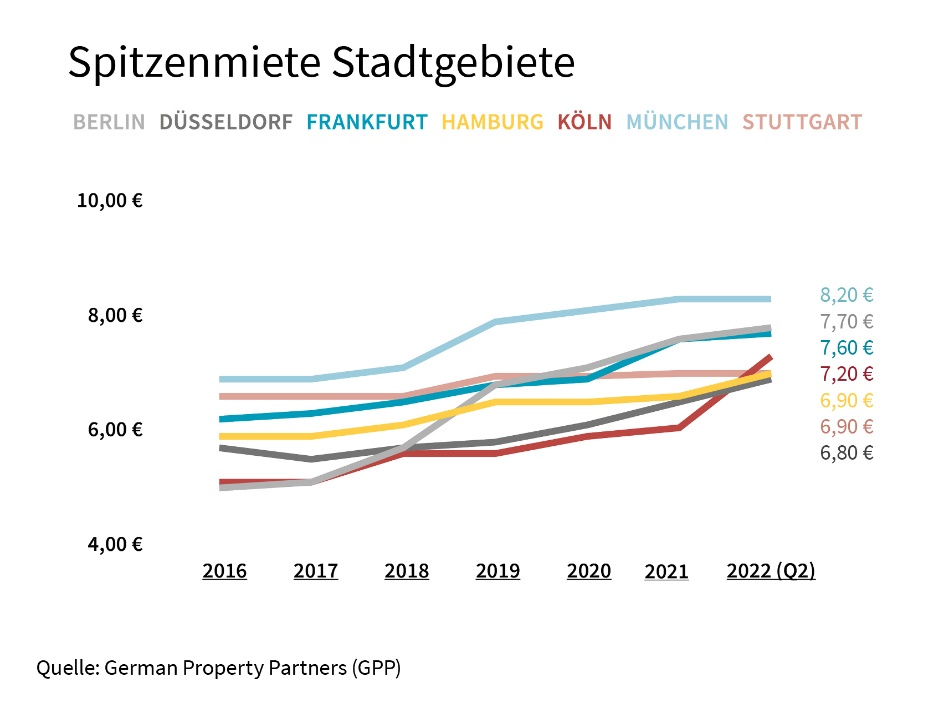 Spitzenmiete Stadtgebiete
BERLIN DÜSSELDORF FRANKFURT HAMBURG KÖLN MÜNCHEN STUTTGART
10,00 €
8,00 €
6,00 €
4,00 €
8,20 €
7,70 €
7,60 €
7,20 €
6,90 €
6,90 €
6,80 €
2016 2017 2018 2019 2020 2021 2022 (Q2)
Quelle: German Property Partners (GPP)